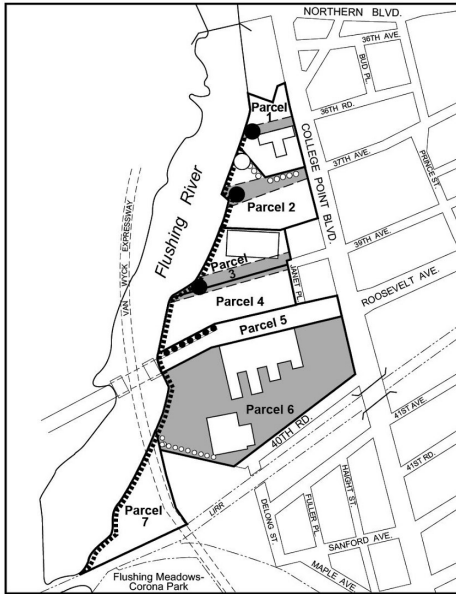 NORTHERN BLVD.
36TH AVE.
BUD PL.
Parcel
1
36TH RD.
COLLEGE POINT BLVD.
37TH AVE.
PRINCE ST.
Flushing River
VAN WYCK EXPRESSWAY
Parcel 2
39TH AVE.
Parcel
3
JANET PL.
ROOSEVELT AVE.
Parcel 4
Parcel 5
Parcel 6
40TH RD.
41ST AVE.
41ST RD.
Parcel
7
LIRR
DELONG ST.
FULLER PL.
HAIGHT ST.
SANFORD AVE.
MAPLE AVE.
Flushing Meadows-
Corona Park